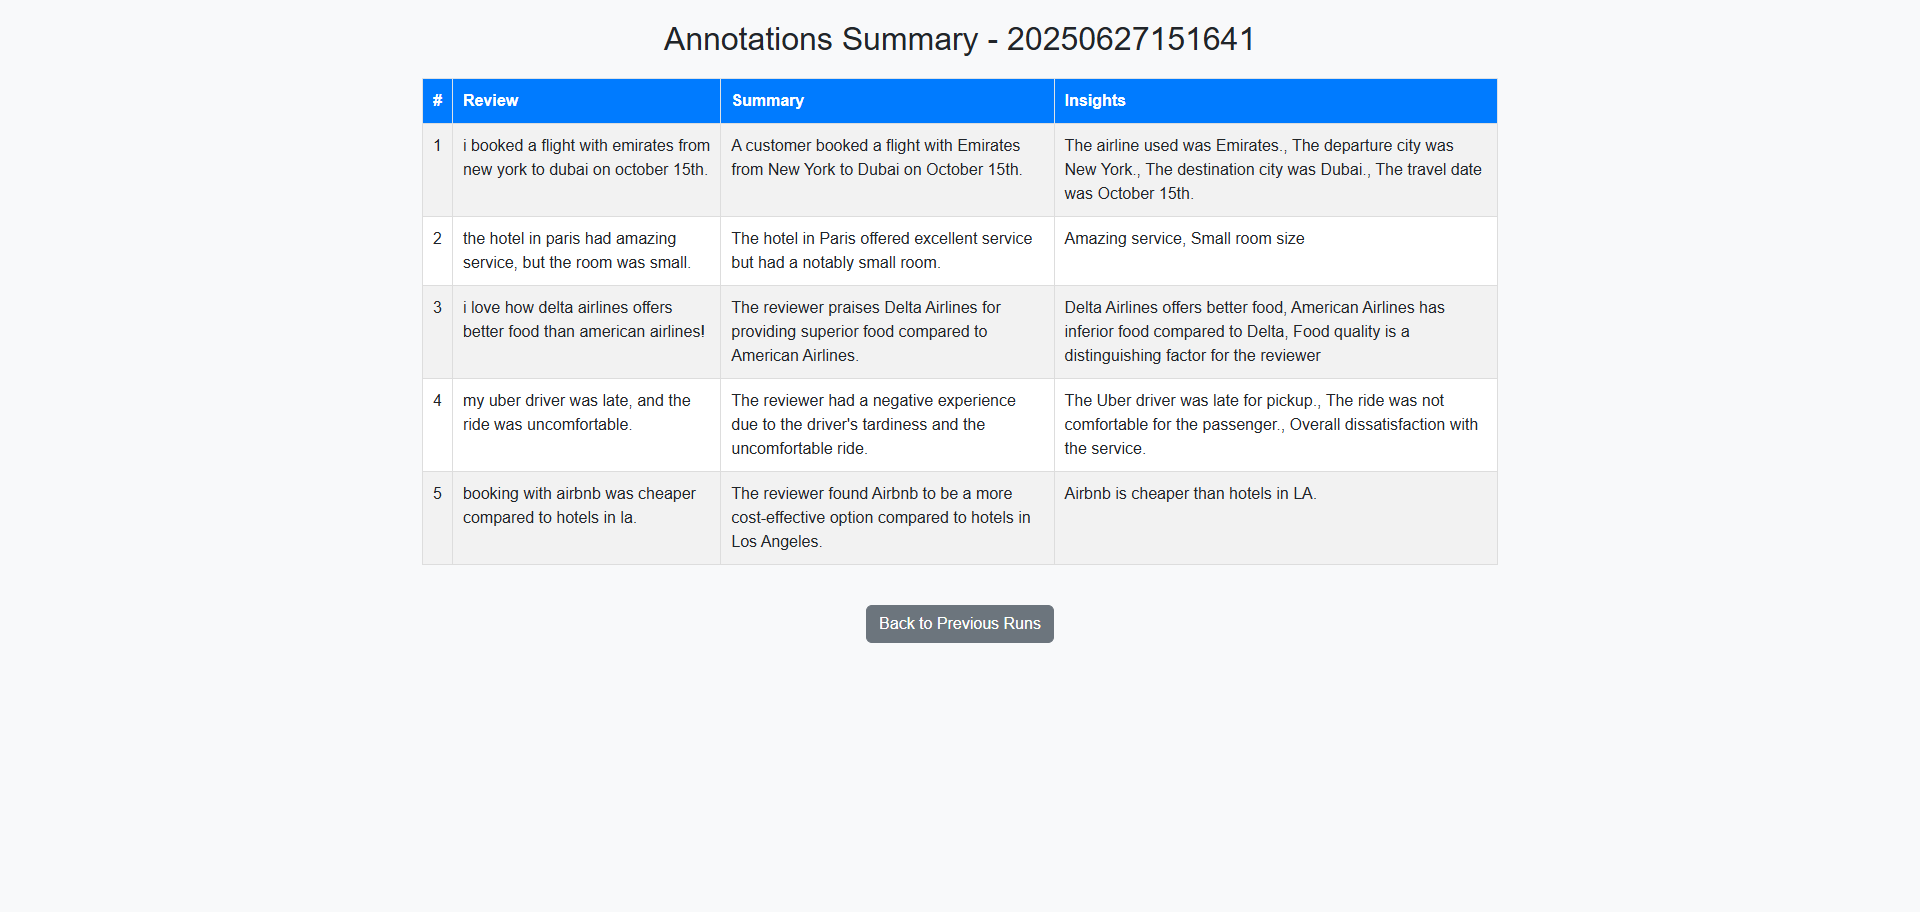 Annotations Summary - 20250627151641
# Review Summary Insights
1
i booked a flight with emirates from
new york to dubai on october 15th.
A customer booked a flight with Emirates
from New York to Dubai on October 15th.
The airline used was Emirates., The departure city was
New York., The destination city was Dubai., The travel date
was October 15th.
2
the hotel in paris had amazing
service, but the room was small.
The hotel in Paris offered excellent service
but had a notably small room.
Amazing service, Small room size
3
i love how delta airlines offers
better food than american airlines!
The reviewer praises Delta Airlines for
providing superior food compared to
American Airlines.
Delta Airlines offers better food, American Airlines has
inferior food compared to Delta, Food quality is a
distinguishing factor for the reviewer
4
my uber driver was late, and the
ride was uncomfortable.
The reviewer had a negative experience
due to the driver's tardiness and the
uncomfortable ride.
The Uber driver was late for pickup., The ride was not
comfortable for the passenger., Overall dissatisfaction with
the service.
5
booking with airbnb was cheaper
compared to hotels in la.
The reviewer found Airbnb to be a more
cost-effective option compared to hotels in
Los Angeles.
Airbnb is cheaper than hotels in LA.
Back to Previous Runs